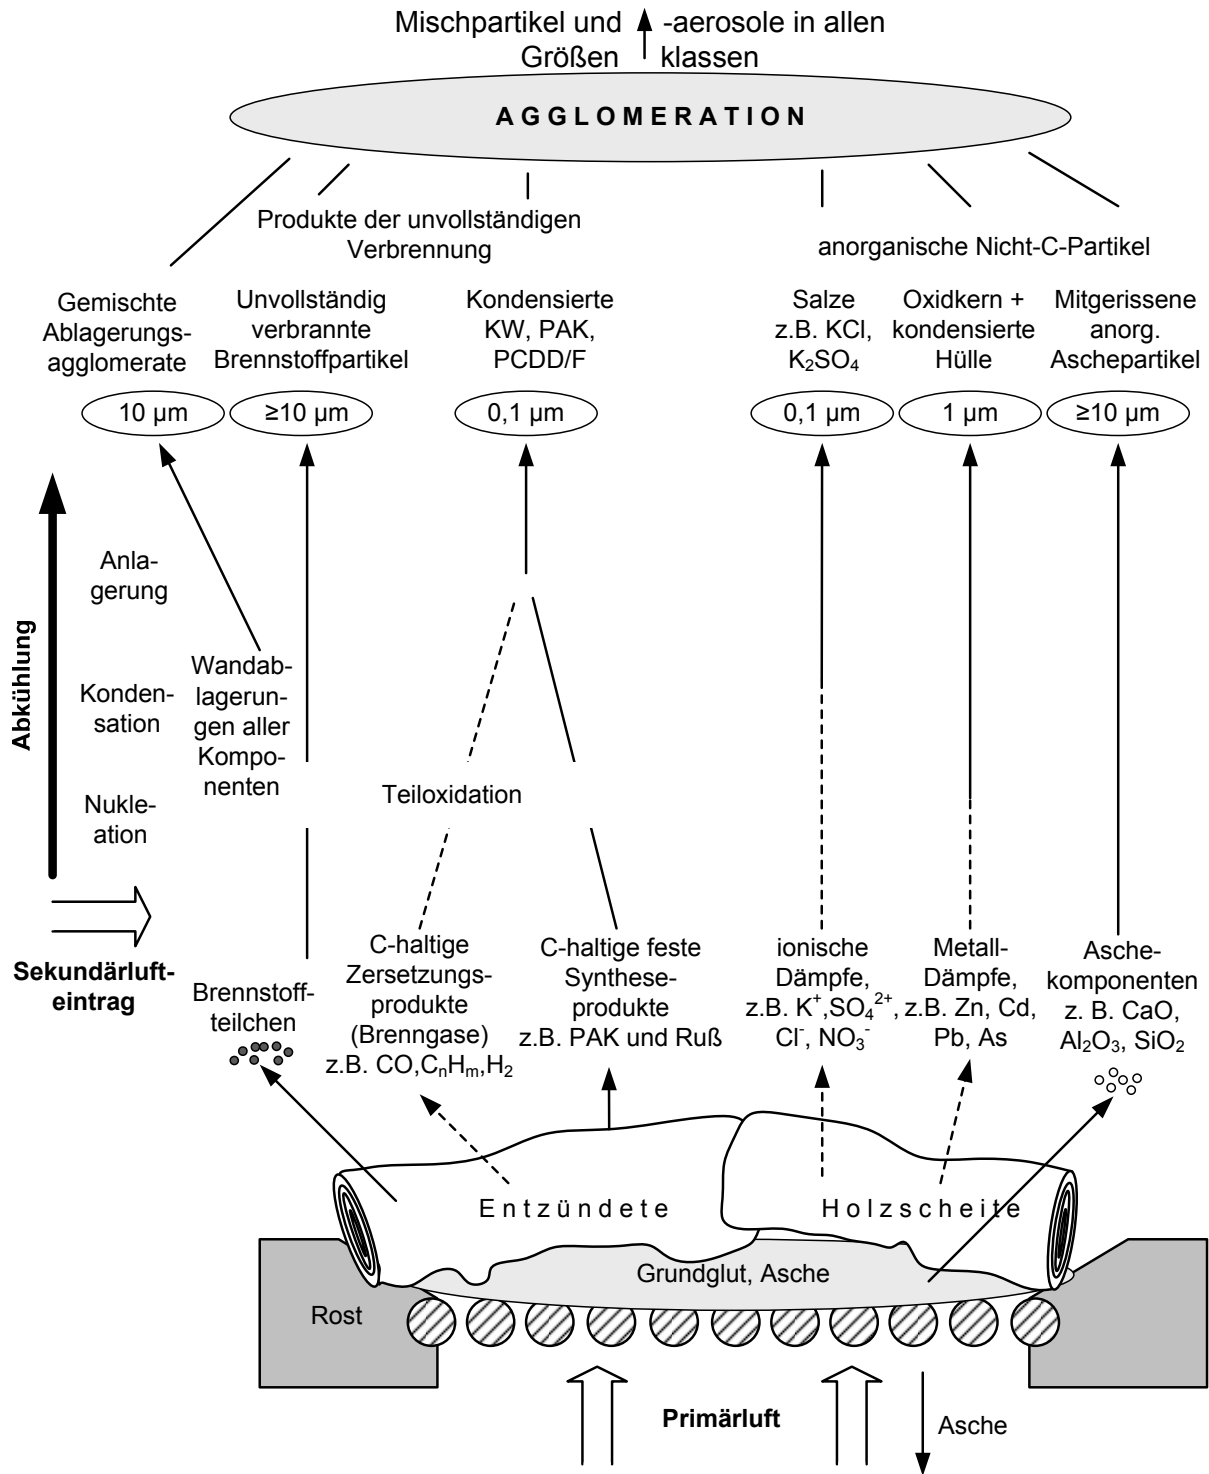 Mischpartikel und -aerosole in allen
Größen klassen
AGGLOMERATION
Produkte der unvollständigen
Verbrennung
anorganische Nicht-C-Partikel
Gemischte
Ablagerungs-
agglomerate
Unvollständig
verbrannte
Brennstoffpartikel
Kondensierte
KW, PAK,
PCDD/F
Salze
z.B. KCl,
K₂SO₄
Oxidkern +
kondensierte
Hülle
Mitgerissene
anorg.
Aschepartikel
10 µm
≥10 µm
0,1 µm
0,1 µm
1 µm
≥10 µm
Abkühlung
Anla-
gerung
Konden-
sation
Nukle-
ation
Wandab-
lagerun-
gen aller
Kompo-
nenten
Teiloxidation
Sekundärluft-
eintrag
Brennstoff-
teilchen
C-haltige
Zersetzungs-
produkte
(Brenngase)
z.B. CO,CₙHₘ,H₂
C-haltige feste
Synthese-
produkte
z.B. PAK und Ruß
ionische
Dämpfe,
z.B. K⁺,SO₄²⁺,
Cl⁻, NO₃⁻
Metall-
Dämpfe,
z.B. Zn, Cd,
Pb, As
Asche-
komponenten
z. B. CaO,
Al₂O₃, SiO₂
Entzündete Holzscheite
Grundglut, Asche
Rost
Primärluft
Asche